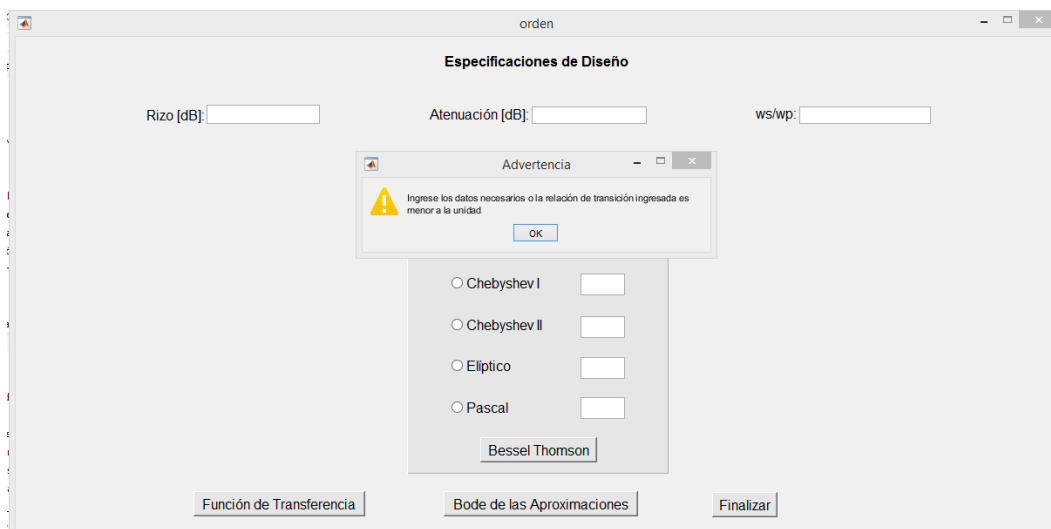 orden
Especificaciones de Diseño
Rizo [dB]:
Atenuación [dB]:
ws/wp:
Advertencia
Ingrese los datos necesarios o la relación de transición ingresada es
menor a la unidad
OK
Chebyshev I
Chebyshev II
Elíptico
Pascal
Bessel Thomson
Función de Transferencia
Bode de las Aproximaciones
Finalizar